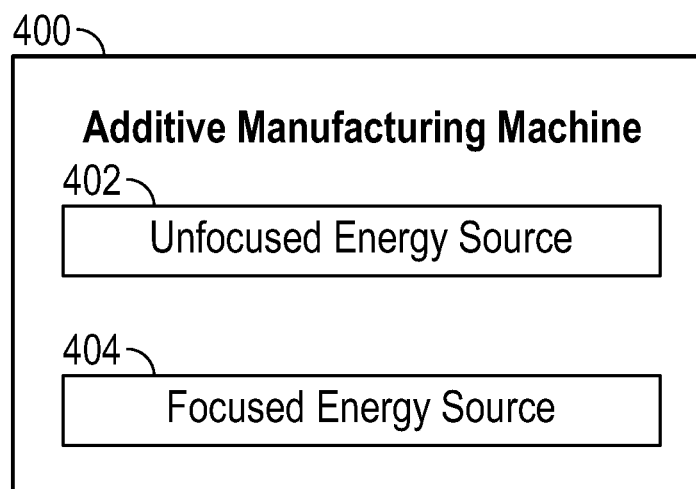 400
Additive Manufacturing Machine
402
Unfocused Energy Source
404
Focused Energy Source